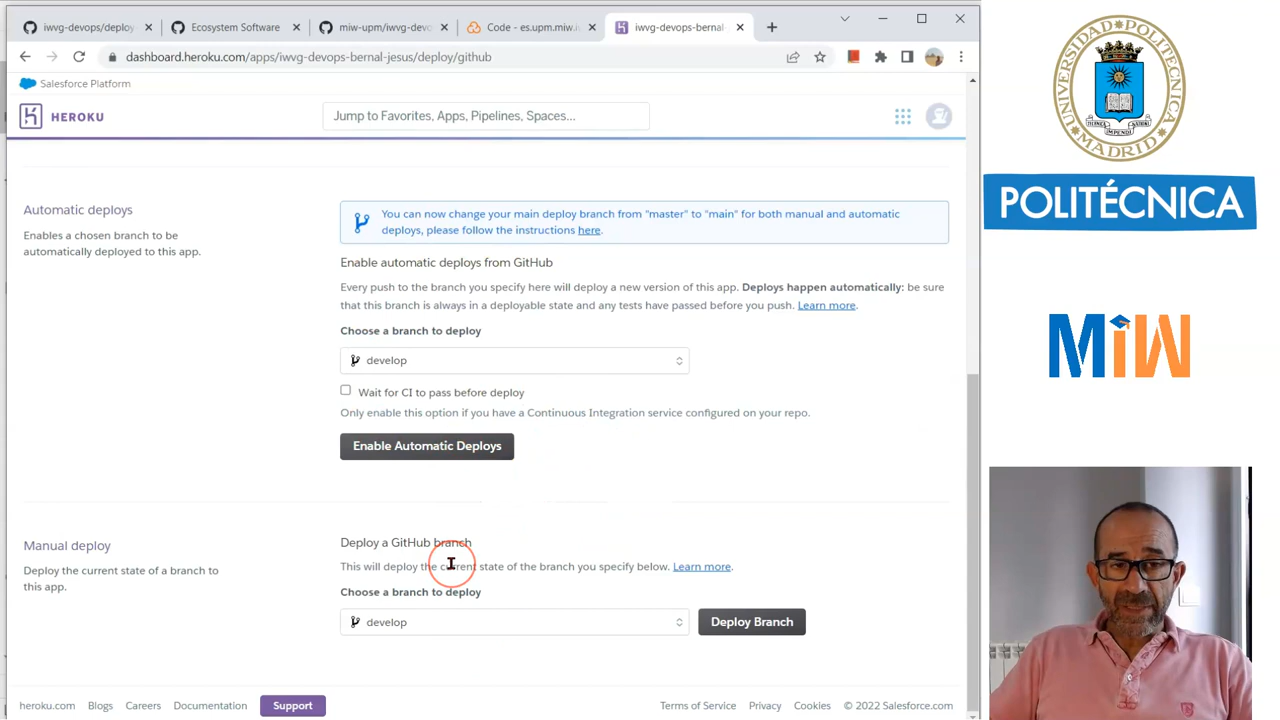 iwvg-devops/deploy
Ecosystem Software
miw-upm/iwvg-devo
Code - es.upm.miw.i
iwvg-devops-bernal
dashboard.heroku.com/apps/iwvg-devops-bernal-jesus/deploy/github
Salesforce Platform
HEROKU
Jump to Favorites, Apps, Pipelines, Spaces...
Automatic deploys
Enables a chosen branch to be
automatically deployed to this app.
You can now change your main deploy branch from "master" to "main" for both manual and automatic
deploys, please follow the instructions here.
Enable automatic deploys from GitHub
Every push to the branch you specify here will deploy a new version of this app. Deploys happen automatically: be sure
that this branch is always in a deployable state and any tests have passed before you push. Learn more.
Choose a branch to deploy
develop
Wait for CI to pass before deploy
Only enable this option if you have a Continuous Integration service configured on your repo.
Enable Automatic Deploys
Manual deploy
Deploy the current state of a branch to
this app.
Deploy a GitHub branch
This will deploy the current state of the branch you specify below. Learn more.
Choose a branch to deploy
develop
Deploy Branch
heroku.com
Blogs
Careers
Documentation
Support
Terms of Service
Privacy
Cookies
© 2022 Salesforce.com
UNIVERSIDAD POLITÉCNICA
MADRID
POLITÉCNICA
MiW